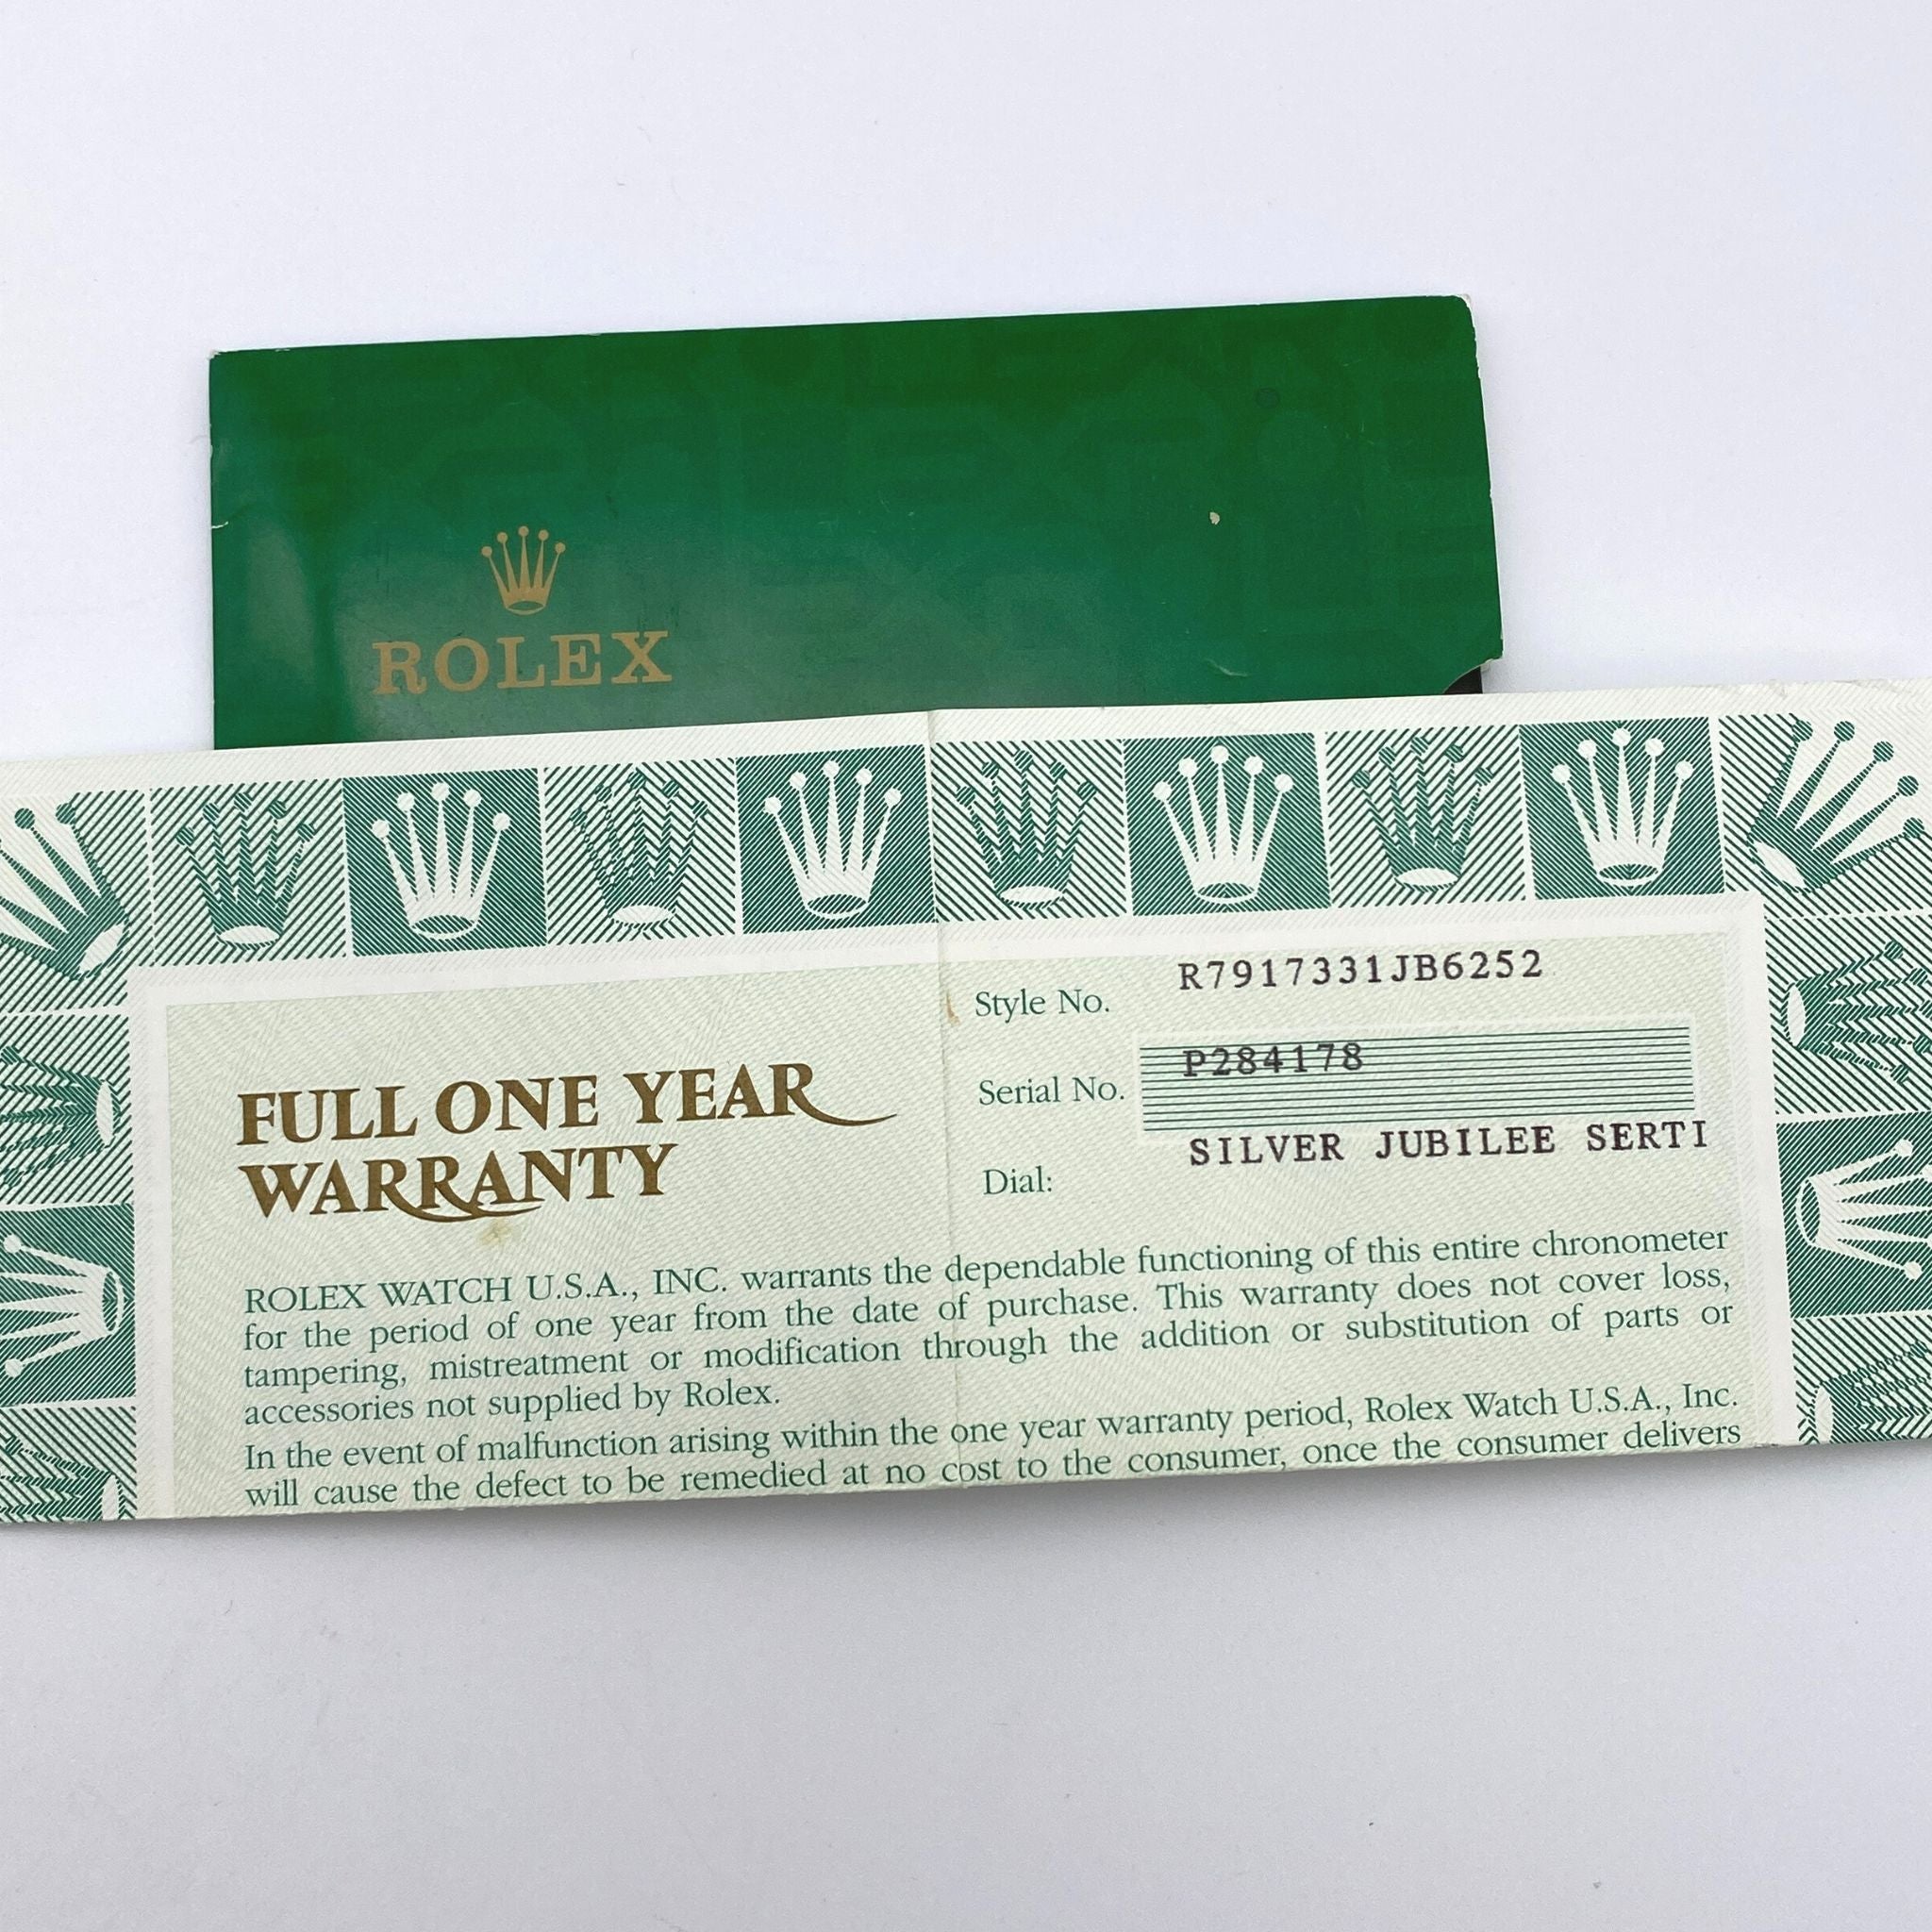 ROLEX
Style No. R7917331JB6252
Serial No. P284178
Dial: SILVER JUBILEE SERTI
FULL ONE YEAR
WARRANTY
ROLEX WATCH U.S.A., INC. warrants the dependable functioning of this entire chronometer
for the period of one year from the date of purchase. This warranty does not cover loss,
tampering, mistreatment or modification through the addition or substitution of parts or
accessories not supplied by Rolex.
In the event of malfunction arising within the one year warranty period, Rolex Watch U.S.A., Inc.
will cause the defect to be remedied at no cost to the consumer, once the consumer delivers